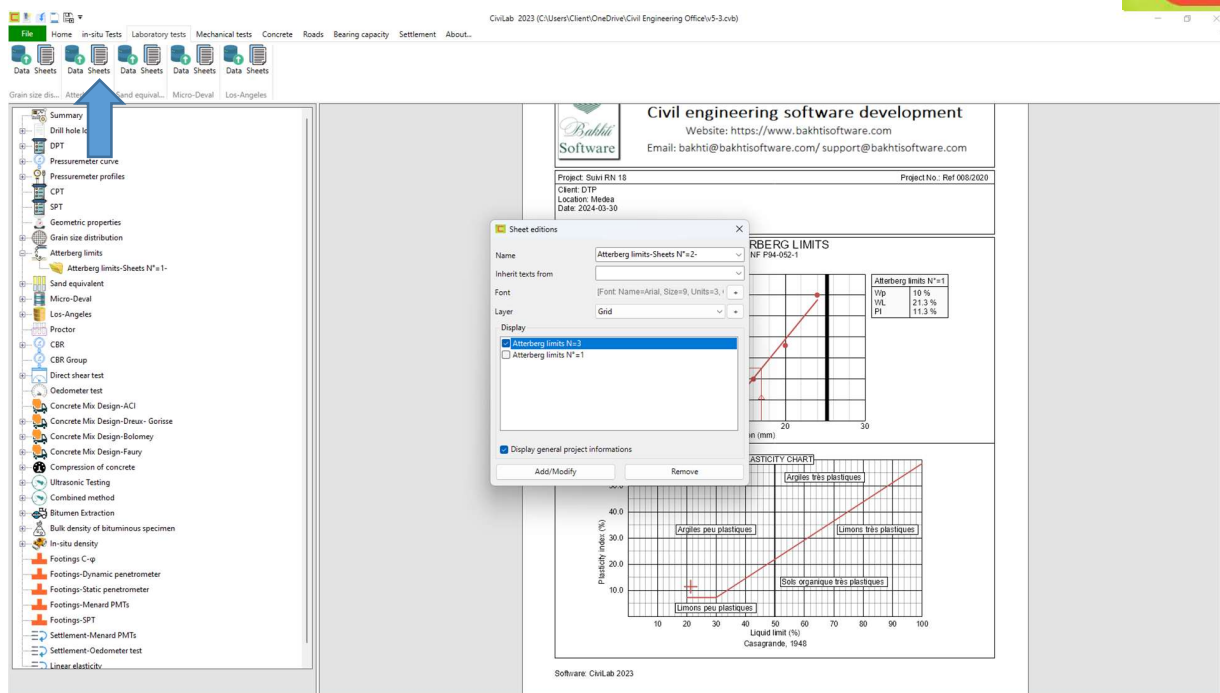 CiviLab 2023 (C:\Users\Client\OneDrive\Civil Engineering Office\v5-3.cvb)
File Home in-situ Tests Laboratory tests Mechanical tests Concrete Roads Bearing capacity Settlement About...
Data Sheets Data Sheets Data Sheets Data Sheets Data Sheets
Grain size dis... Sand equival... Micro-Deval Los-Angeles
Summary
Drill hole
DPT
Pressuremeter curve
Pressuremeter profiles
CPT
SPT
Geometric properties
Grain size distribution
Atterberg limits
Atterberg limits-Sheets N°=1-
Sand equivalent
Micro-Deval
Los-Angeles
Proctor
CBR
CBR Group
Direct shear test
Oedometer test
Concrete Mix Design-ACI
Concrete Mix Design-Dreux- Gorisse
Concrete Mix Design-Bolomey
Concrete Mix Design-Faury
Compression of concrete
Ultrasonic Testing
Combined method
Bitumen Extraction
Bulk density of bituminous specimen
In-situ density
Footings C-φ
Footings-Dynamic penetrometer
Footings-Static penetrometer
Footings-Menard PMTs
Footings-SPT
Settlement-Menard PMTs
Settlement-Oedometer test
Linear elasticity
Bakhti
Software
Civil engineering software development
Website: https://www.bakhtisoftware.com
Email: bakhti@bakhtisoftware.com/ support@bakhtisoftware.com
Project: Suivi RN 18 Project No.: Ref 008/2020
Client: DTP
Location: Medea
Date: 2024-03-30
RBERG LIMITS
NF P94-052-1
Atterberg limits N°=1
Wp 10 %
WL 21.3 %
PI 11.3 %
20 30
n (mm)
Sheet editions
Name Atterberg limits-Sheets N°=2-
Inherit texts from
Font [Font: Name=Arial, Size=9, Units=3,
Layer Grid
Display
Atterberg limits N=3
Atterberg limits N°=1
Display general project informations
Add/Modify Remove
ASTICITY CHART
Argiles très plastiques
40.0
Argiles peu plastiques Limons très plastiques
30.0
Plasticity index (%)
20.0
Sols organique très plastiques
10.0
Limons peu plastiques
10 20 30 40 50 60 70 80 90 100
Liquid limit (%)
Casagrande, 1948
Software: CiviLab 2023